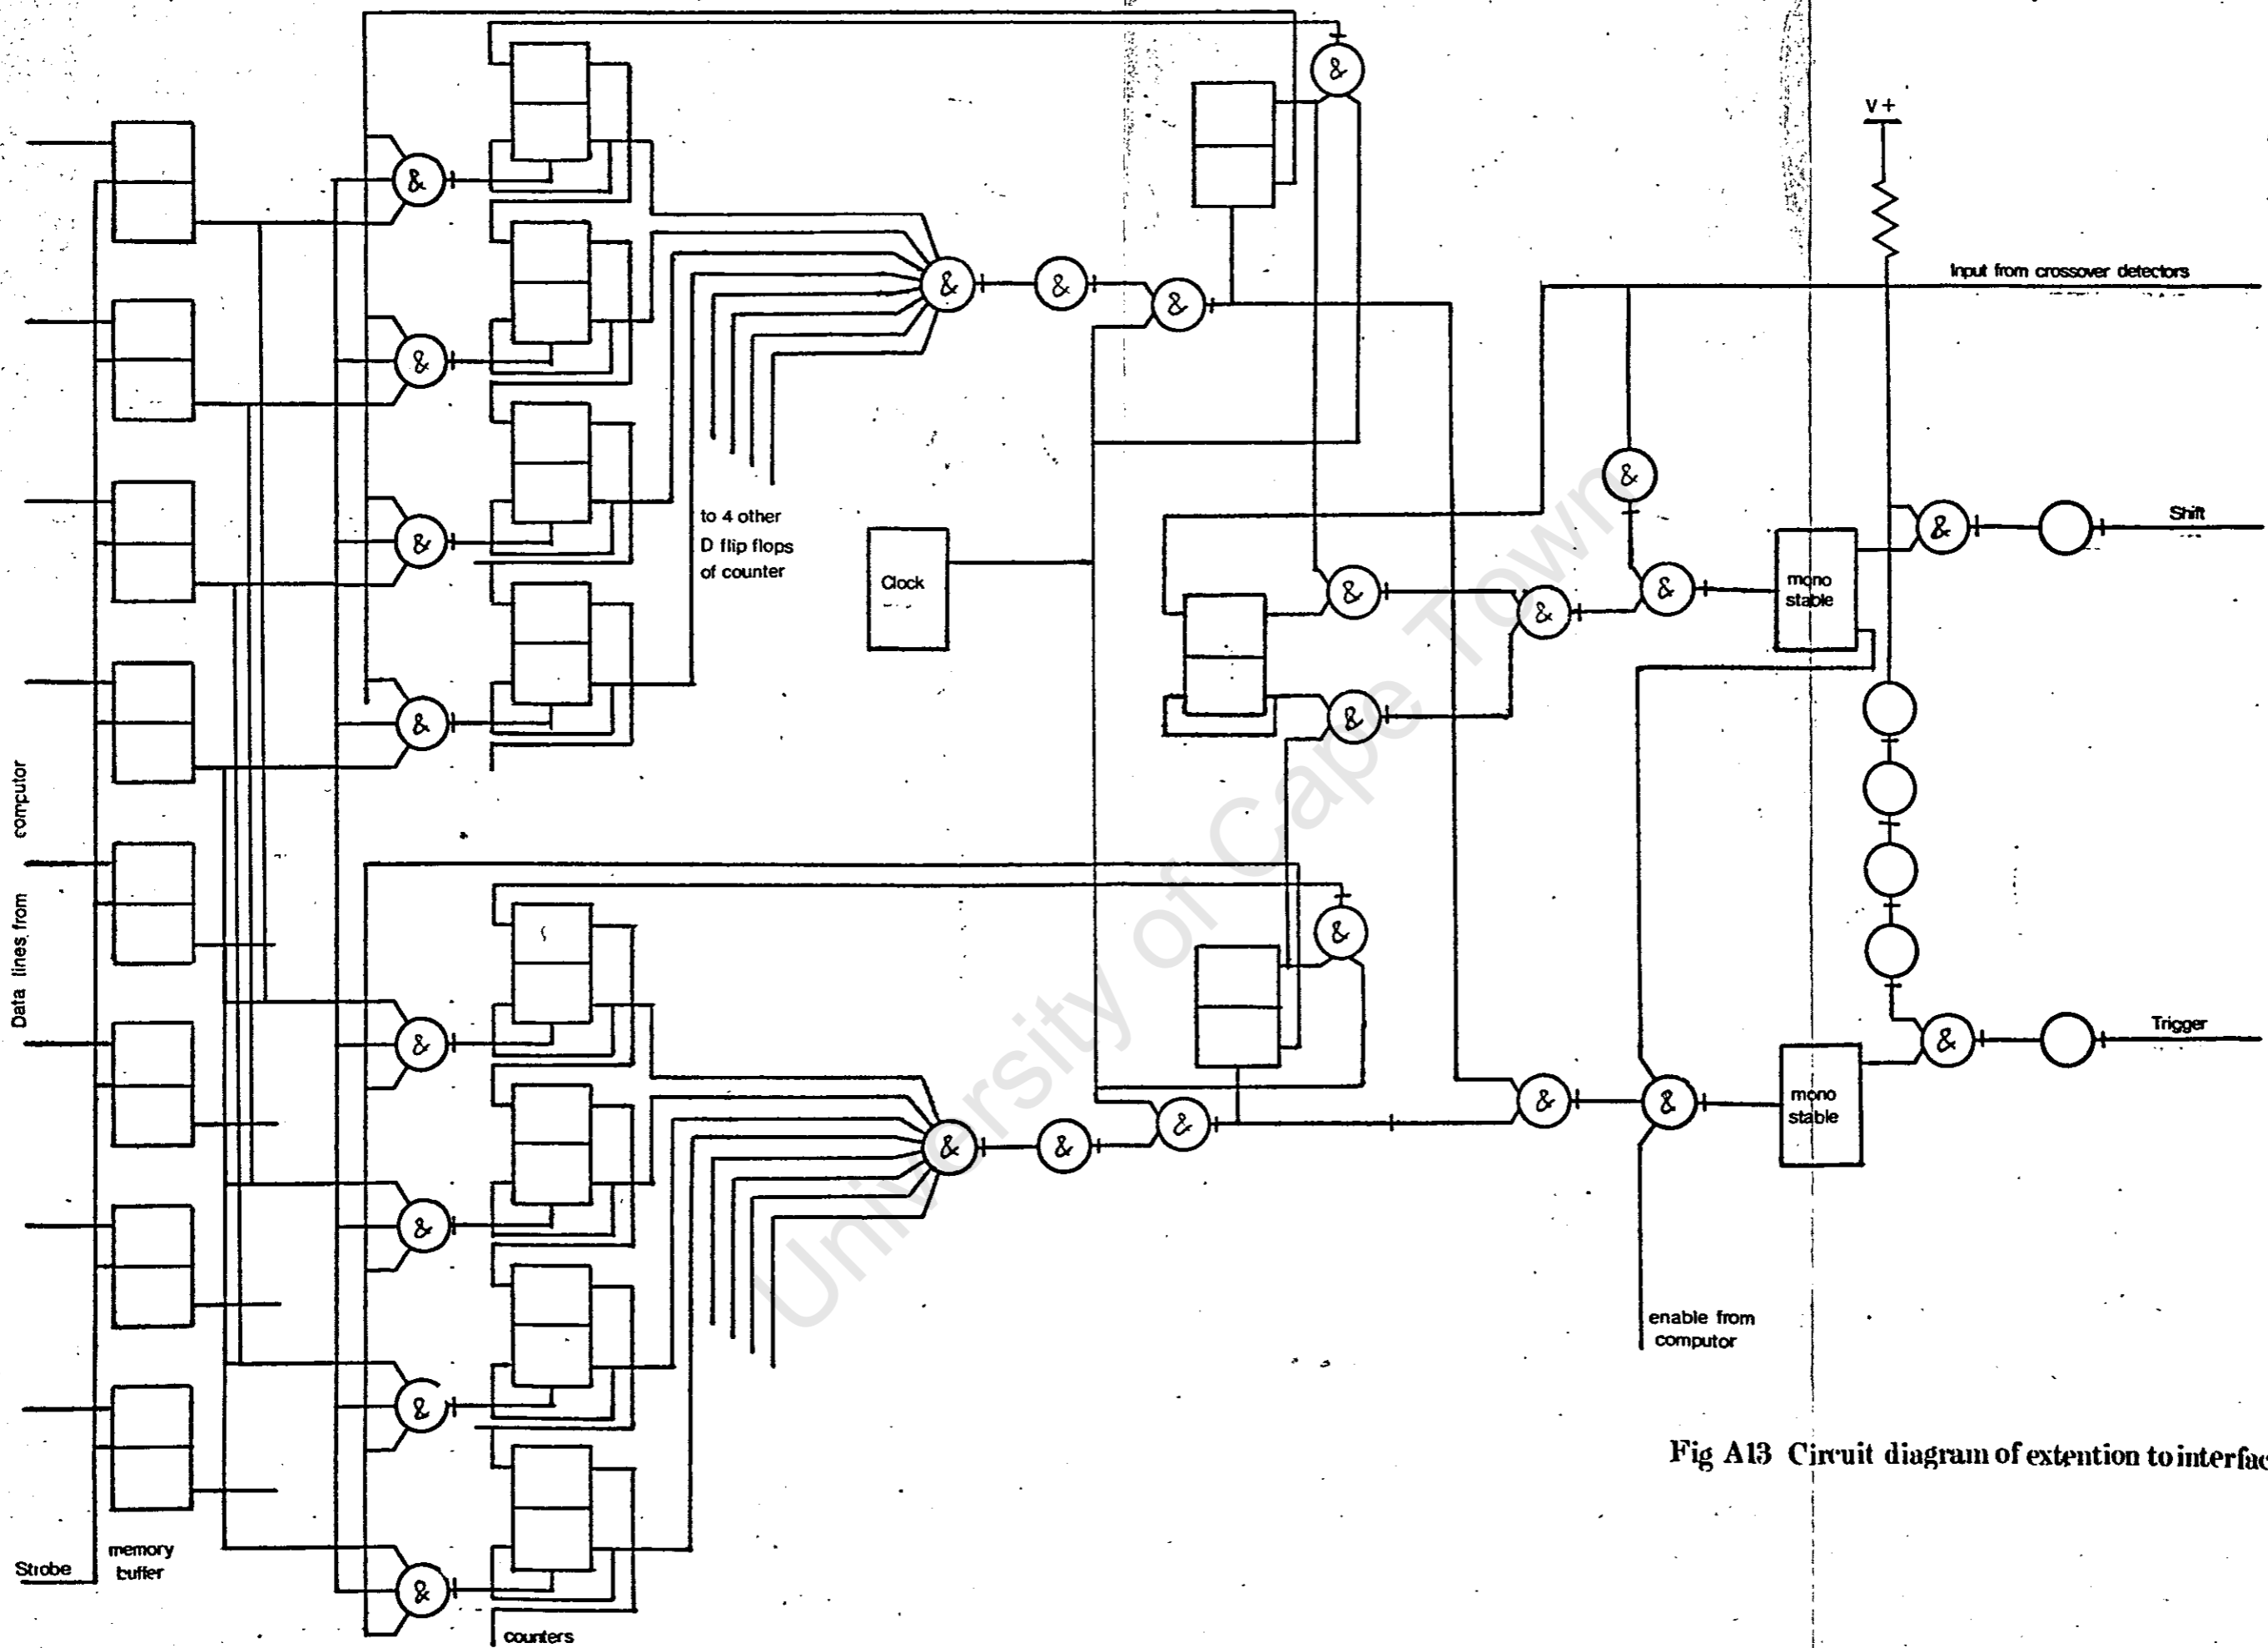 V+
Input from crossover detectors
&
Shift
to 4 other
D flip flops
of counter
Clock
mono
stable
Data lines from computor
Trigger
mono
stable
enable from
computor
University of Cape Town
Fig A13 Circuit diagram of extention to interfac
memory
buffer
Strobe
counters